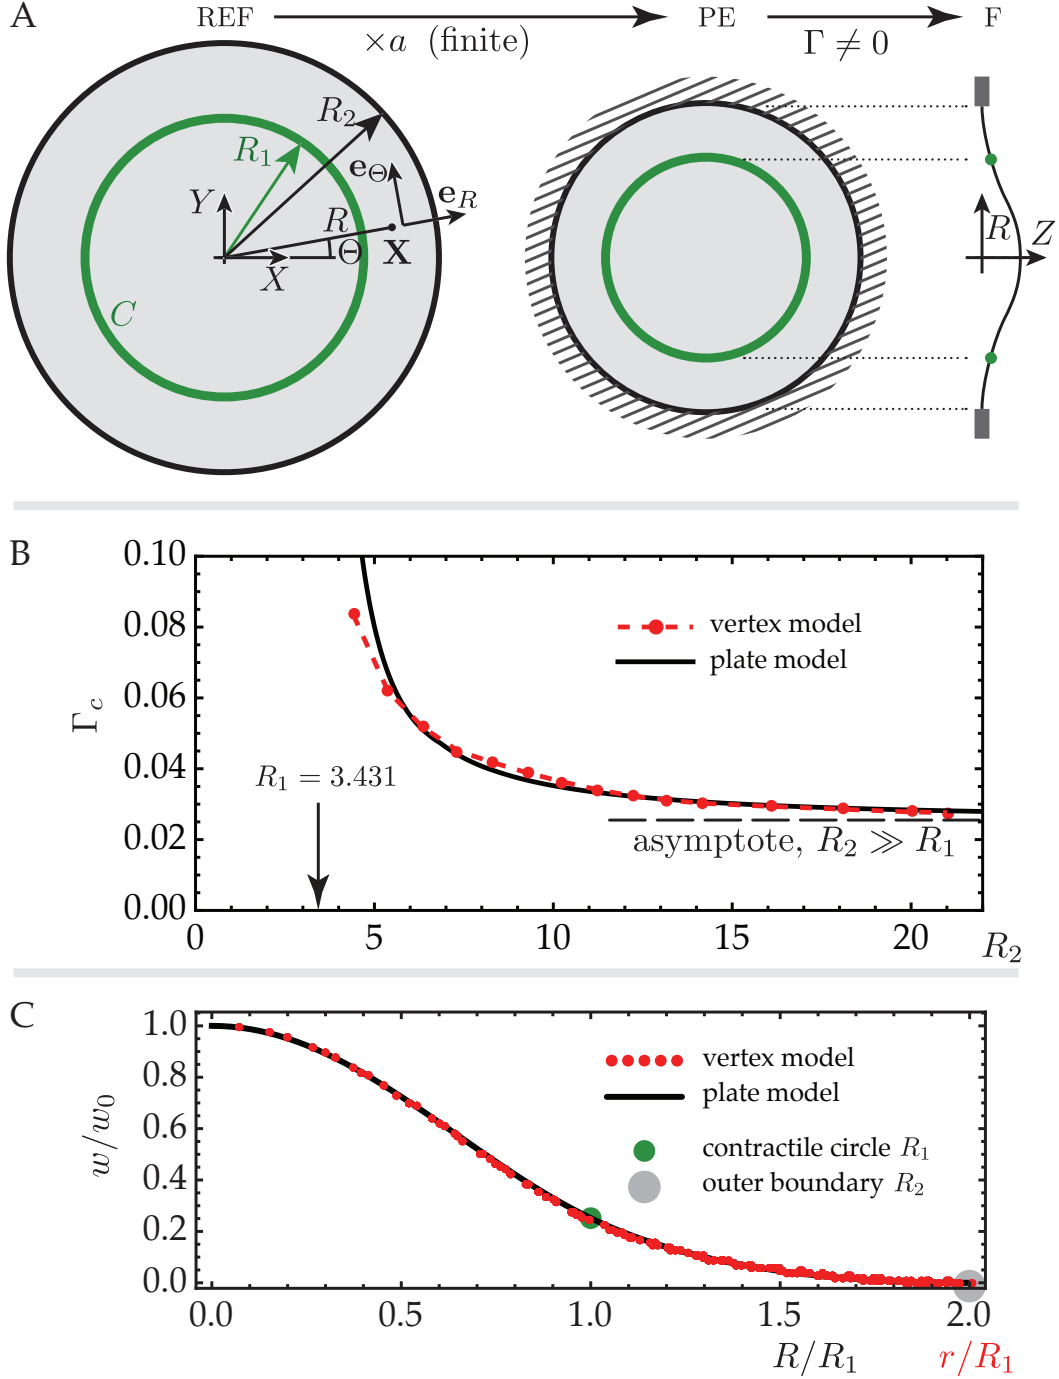 A
REF
×a (finite)
PE
Γ ≠ 0
F
R₂
R₁
e_Θ
e_R
Y
R
Θ
X
X
C
R
Z
B
0.10
0.08
0.06
0.04
0.02
0.00
Γ_c
vertex model
plate model
R₁ = 3.431
asymptote, R₂ ≫ R₁
0 5 10 15 20 R₂
C
1.0
0.8
0.6
0.4
0.2
0.0
w/w₀
vertex model
plate model
contractile circle R₁
outer boundary R₂
0.0 0.5 1.0 1.5 2.0
R/R₁ r/R₁